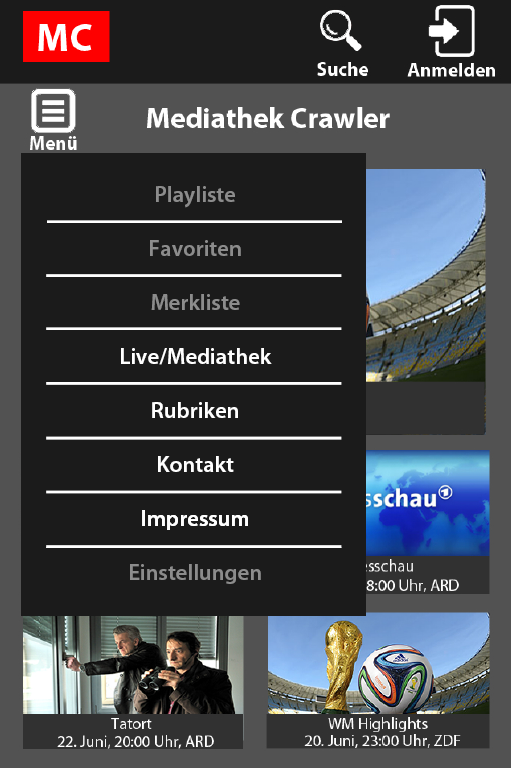 MC
Suche
Anmelden
Menü
Mediathek Crawler
Playliste
Favoriten
Merkliste
Live/Mediathek
Rubriken
Kontakt
Impressum
Einstellungen
sschau
sschau
8:00 Uhr, ARD
Tatort
22. Juni, 20:00 Uhr, ARD
WM Highlights
20. Juni, 23:00 Uhr, ZDF